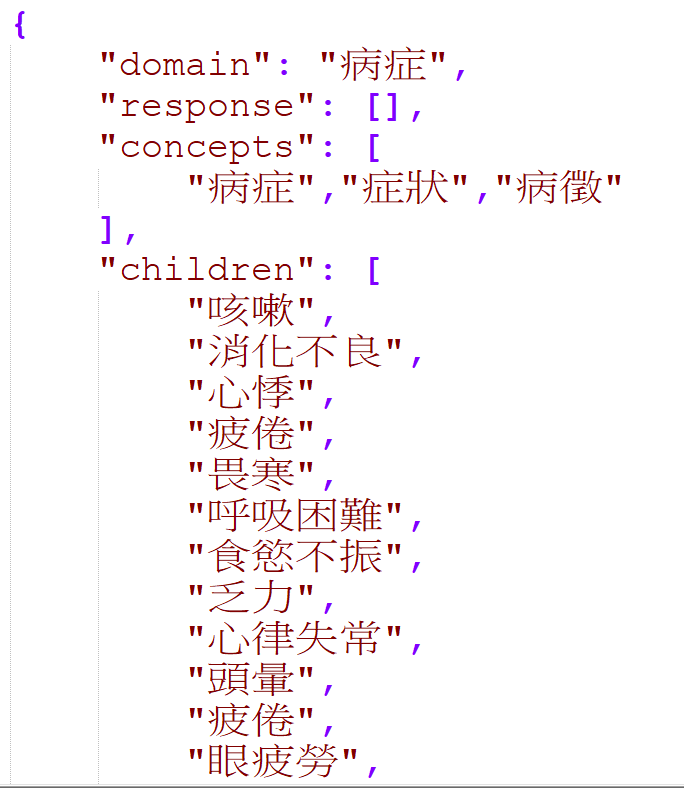 {
"domain": "病症",
"response": [],
"concepts": [
"病症","症狀","病徵"
],
"children": [
"咳嗽",
"消化不良",
"心悸",
"疲倦",
"畏寒",
"呼吸困難",
"食慾不振",
"乏力",
"心律失常",
"頭暈",
"疲倦",
"眼疲勞",